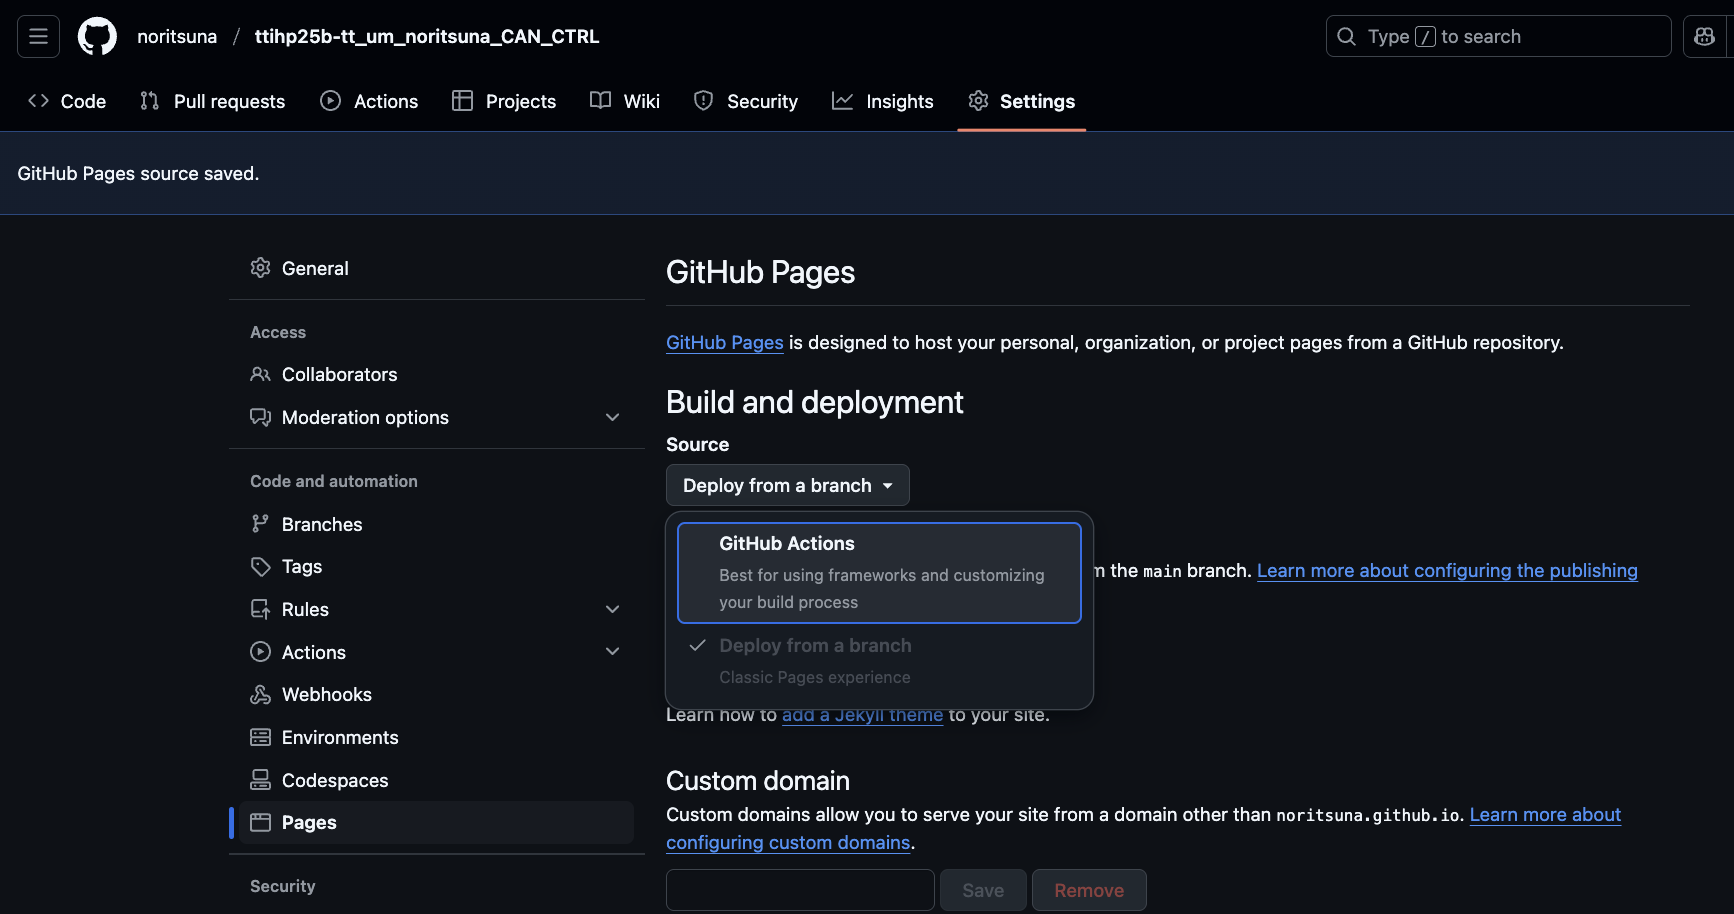 noritsuna / ttihp25b-tt_um_noritsuna_CAN_CTRL
Type / to search
Code Pull requests Actions Projects Wiki Security Insights Settings
GitHub Pages source saved.
General
Access
Collaborators
Moderation options
Code and automation
Branches
Tags
Rules
Actions
Webhooks
Environments
Codespaces
Pages
Security
GitHub Pages
GitHub Pages is designed to host your personal, organization, or project pages from a GitHub repository.
Build and deployment
Source
Deploy from a branch
GitHub Actions
Best for using frameworks and customizing
your build process
Deploy from a branch
Classic Pages experience
the main branch. Learn more about configuring the publishing
Learn how to add a Jekyll theme to your site.
Custom domain
Custom domains allow you to serve your site from a domain other than noritsuna.github.io. Learn more about
configuring custom domains.
Save Remove